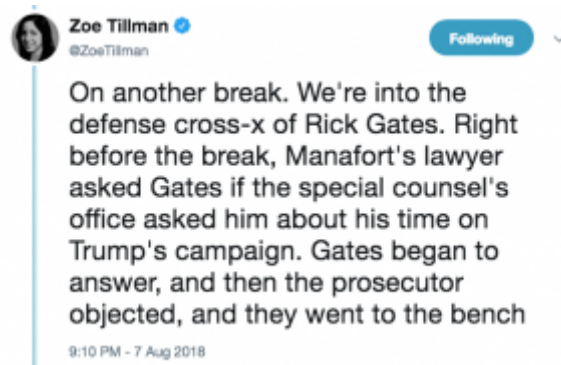 Zoe Tillman
@ZoeTillman
Following
On another break. We're into the
defense cross-x of Rick Gates. Right
before the break, Manafort's lawyer
asked Gates if the special counsel's
office asked him about his time on
Trump's campaign. Gates began to
answer, and then the prosecutor
objected, and they went to the bench
9:10 PM - 7 Aug 2018